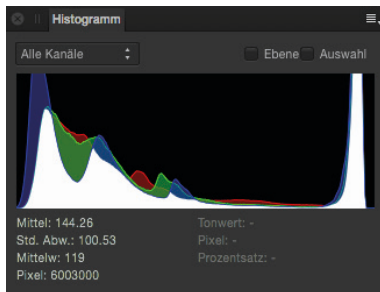 Histogramm
Alle Kanäle
Ebene
Auswahl
Mittel: 144.26
Std. Abw.: 100.53
Mittelw: 119
Pixel: 6003000
Tonwert: -
Pixel: -
Prozentsatz: -